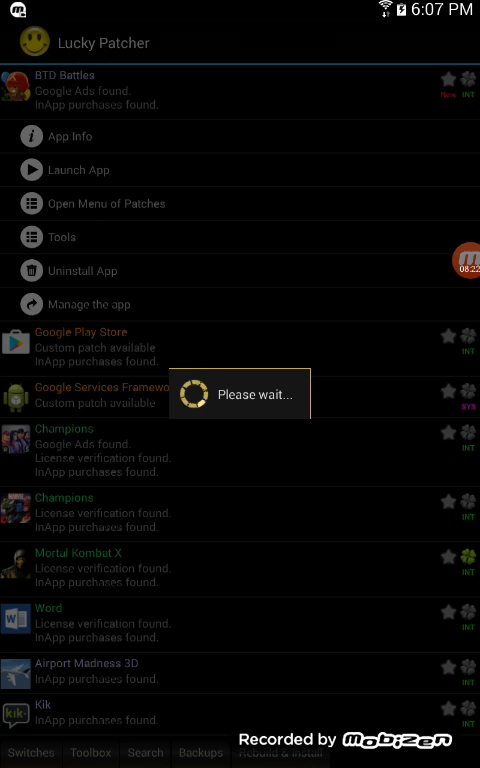 6:07 PM
Lucky Patcher
BTD Battles
Google Ads found.
InApp purchases found.
New INT
App Info
Launch App
Open Menu of Patches
Tools
08:22
Uninstall App
Manage the app
Google Play Store
Custom patch available
InApp purchases found.
INT
Google Services Framewo
Custom patch available
SYS
Please wait...
Champions
Google Ads found.
License verification found.
InApp purchases found.
INT
Champions
License verification found.
InApp purchases found.
INT
Mortal Kombat X
License verification found.
InApp purchases found.
INT
Word
License verification found.
InApp purchases found.
INT
Airport Madness 3D
InApp purchases found.
INT
Kik
InApp purchases found.
INT
Recorded by Mobizen
Switches Toolbox Search Backups Rebuild & Install